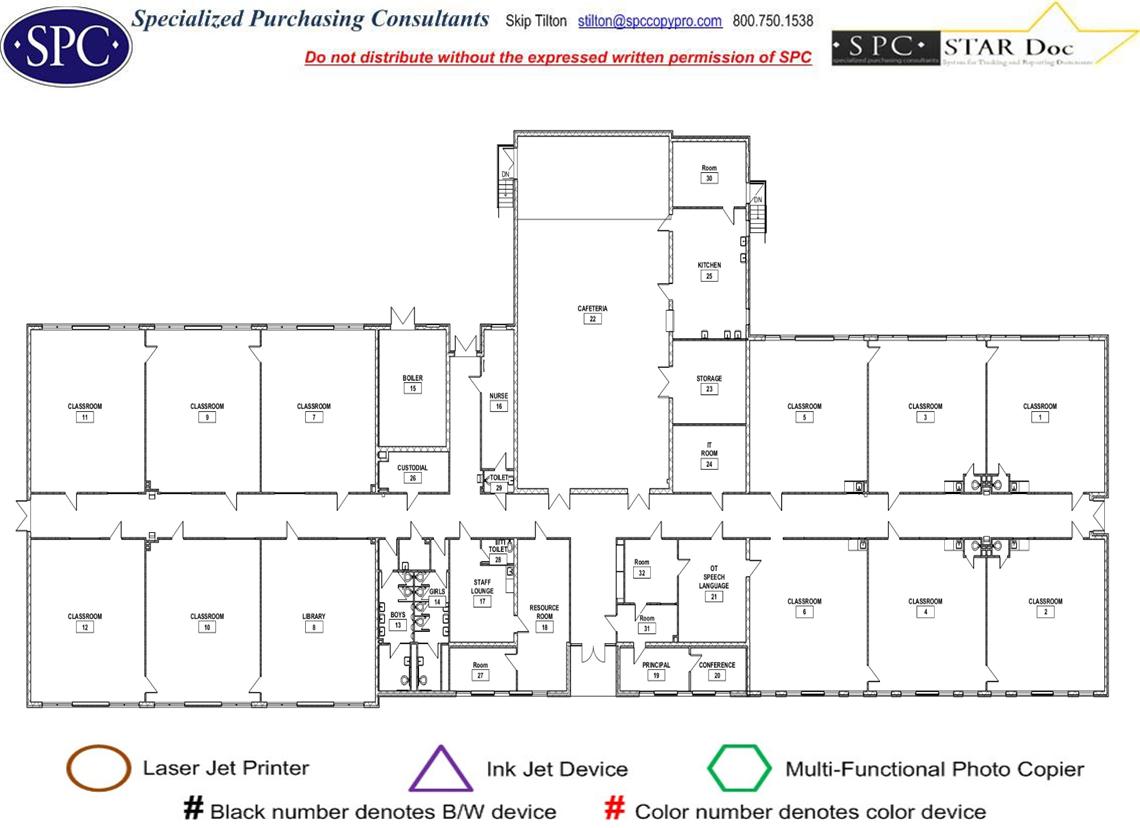 Specialized Purchasing Consultants Skip Tilton stilton@spccopypro.com 800.750.1538
·SPC·
Do not distribute without the expressed written permission of SPC
·SPC· STAR Doc
specialized purchasing consultants System for Tracking and Reporting Documents
Room
30
DN
DN
KITCHEN
25
CAFETERIA
22
BOILER
15
NURSE
16
STORAGE
23
CLASSROOM
11
CLASSROOM
9
CLASSROOM
7
CLASSROOM
5
CLASSROOM
3
CLASSROOM
1
IT
ROOM
24
CUSTODIAL
26
TOILET
29
TOILET
28
Room
32
OT
SPEECH
LANGUAGE
21
STAFF
LOUNGE
17
GIRLS
14
BOYS
13
RESOURCE
ROOM
18
Room
31
CLASSROOM
12
CLASSROOM
10
LIBRARY
8
CLASSROOM
6
CLASSROOM
4
CLASSROOM
2
Room
27
PRINCIPAL
19
CONFERENCE
20
Laser Jet Printer
Ink Jet Device
Multi-Functional Photo Copier
# Black number denotes B/W device
# Color number denotes color device